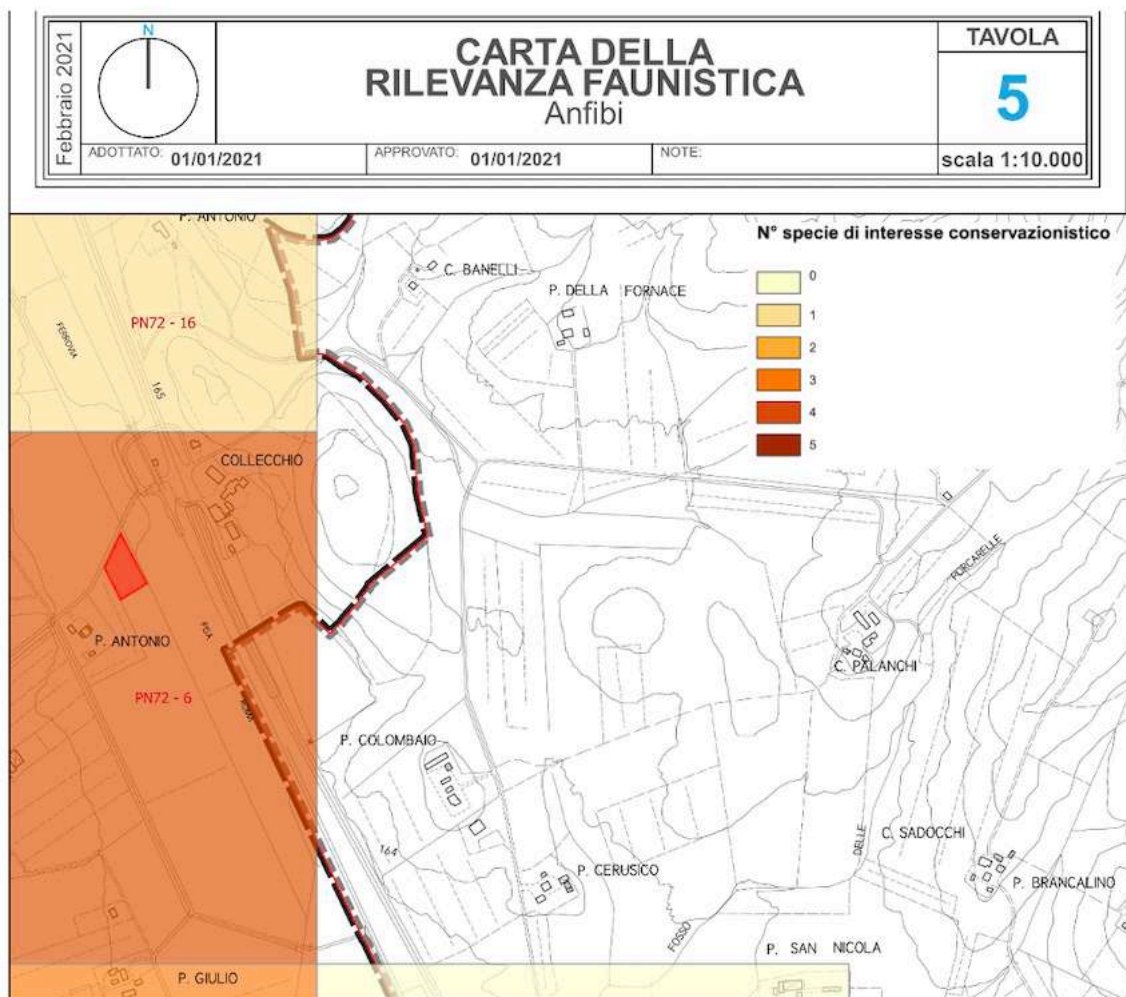 Febbraio 2021
N
CARTA DELLA
RILEVANZA FAUNISTICA
Anfibi
TAVOLA
5
ADOTTATO: 01/01/2021
APPROVATO: 01/01/2021
NOTE:
scala 1:10.000
P. ANTONIO
N° specie di interesse conservazionistico
0
1
2
3
4
5
C. BANELLI
P. DELLA FORNACE
PN72 - 16
FERROVIA
165
COLLECCHIO
FORCARELLE
P. ANTONIO
C. PALANCHI
PN72 - 6
P. COLOMBAIO
164
DELLE
C. SADOCCHI
P. CERUSICO
P. BRANCALINO
FOSSO
P. SAN NICOLA
P. GIULIO